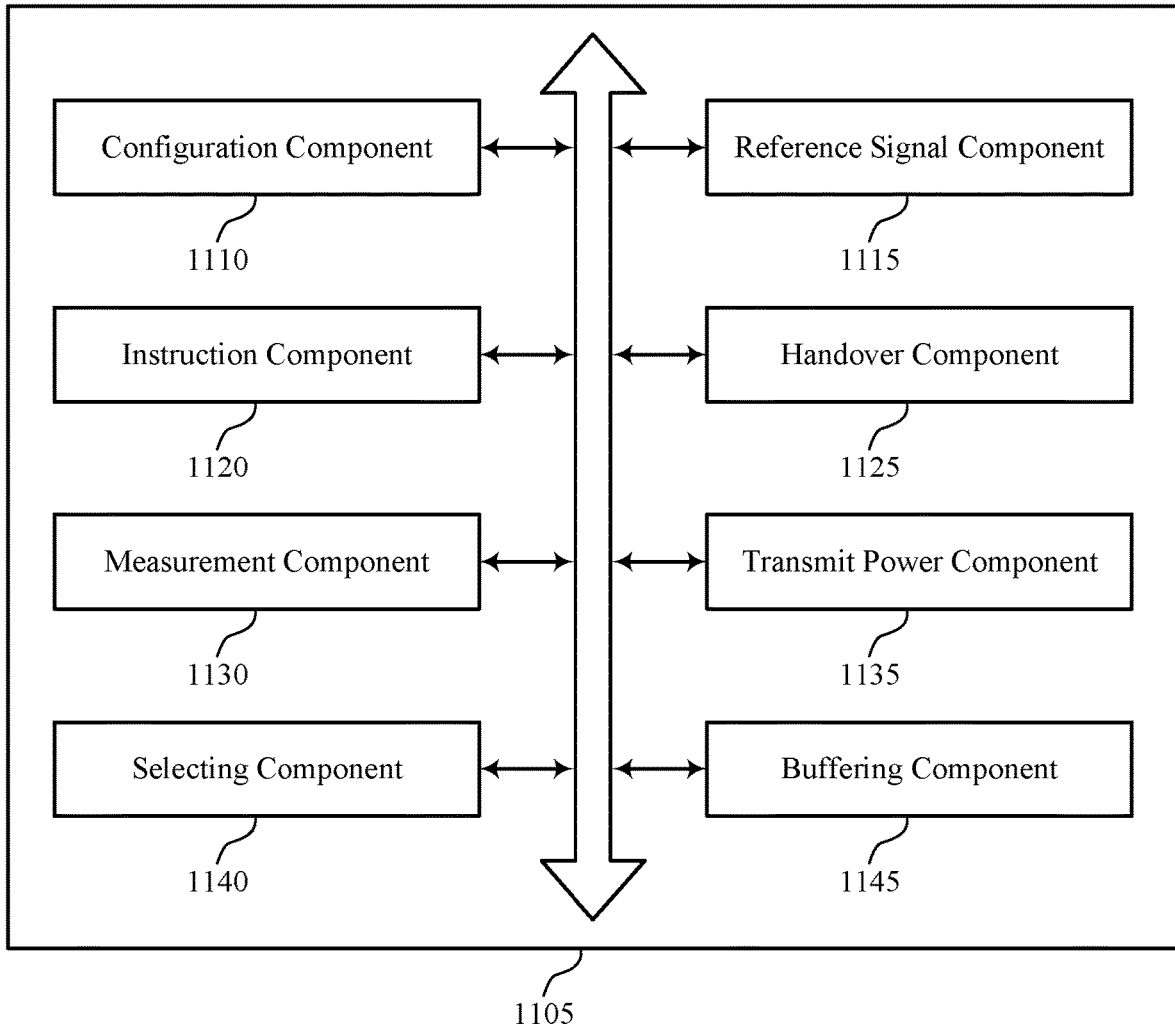 Configuration Component
Reference Signal Component
1110
1115
Instruction Component
Handover Component
1120
1125
Measurement Component
Transmit Power Component
1130
1135
Selecting Component
Buffering Component
1140
1145
1105